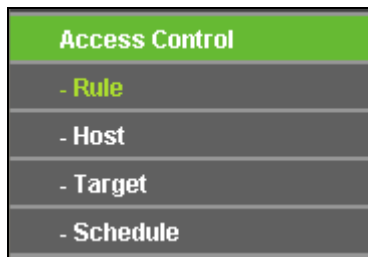 Access Control
- Rule
- Host
- Target
- Schedule